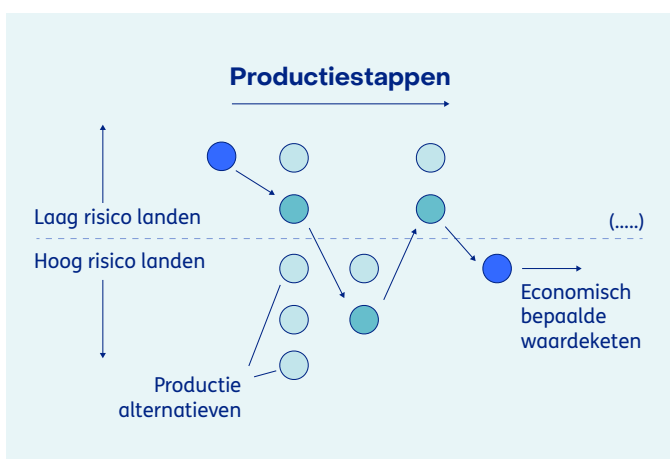 Productiestappen
Laag risico landen
(.....)
Hoog risico landen
Economisch
bepaalde
waardeketen
Productie
alternatieven